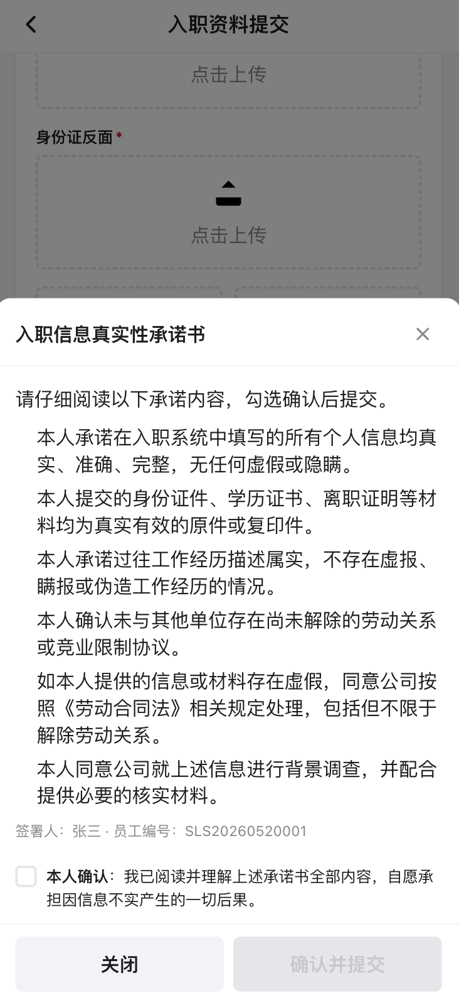 入职资料提交
点击上传
身份证反面*
点击上传
入职信息真实性承诺书
请仔细阅读以下承诺内容，勾选确认后提交。
本人承诺在入职系统中填写的所有个人信息均真
实、准确、完整，无任何虚假或隐瞒。
本人提交的身份证件、学历证书、离职证明等材
料均为真实有效的原件或复印件。
本人承诺过往工作经历描述属实，不存在虚报、
瞒报或伪造工作经历的情况。
本人确认未与其他单位存在尚未解除的劳动关系
或竞业限制协议。
如本人提供的信息或材料存在虚假，同意公司按
照《劳动合同法》相关规定处理，包括但不限于
解除劳动关系。
本人同意公司就上述信息进行背景调查，并配合
提供必要的核实材料。
签署人：张三 · 员工编号：SLS20260520001
本人确认：我已阅读并理解上述承诺书全部内容，自愿承
担因信息不实产生的一切后果。
关闭
确认并提交